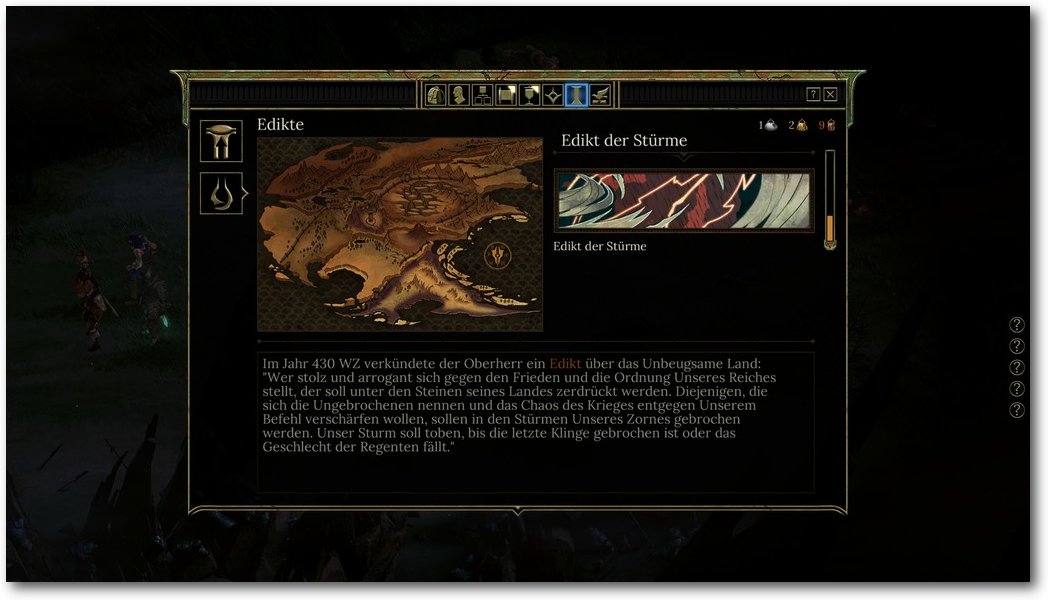 Edikte
1 2 9
Edikt der Stürme
Edikt der Stürme
Im Jahr 430 WZ verkündete der Oberherr ein Edikt über das Unbeugsame Land:
"Wer stolz und arrogant sich gegen den Frieden und die Ordnung Unseres Reiches
stellt, der soll unter den Steinen seines Landes zerdrückt werden. Diejenigen, die
sich die Ungebrochenen nennen und das Chaos des Krieges entgegen Unserem
Befehl verschärfen wollen, sollen in den Stürmen Unseres Zornes gebrochen
werden. Unser Sturm soll toben, bis die letzte Klinge gebrochen ist oder das
Geschlecht der Regenten fällt."